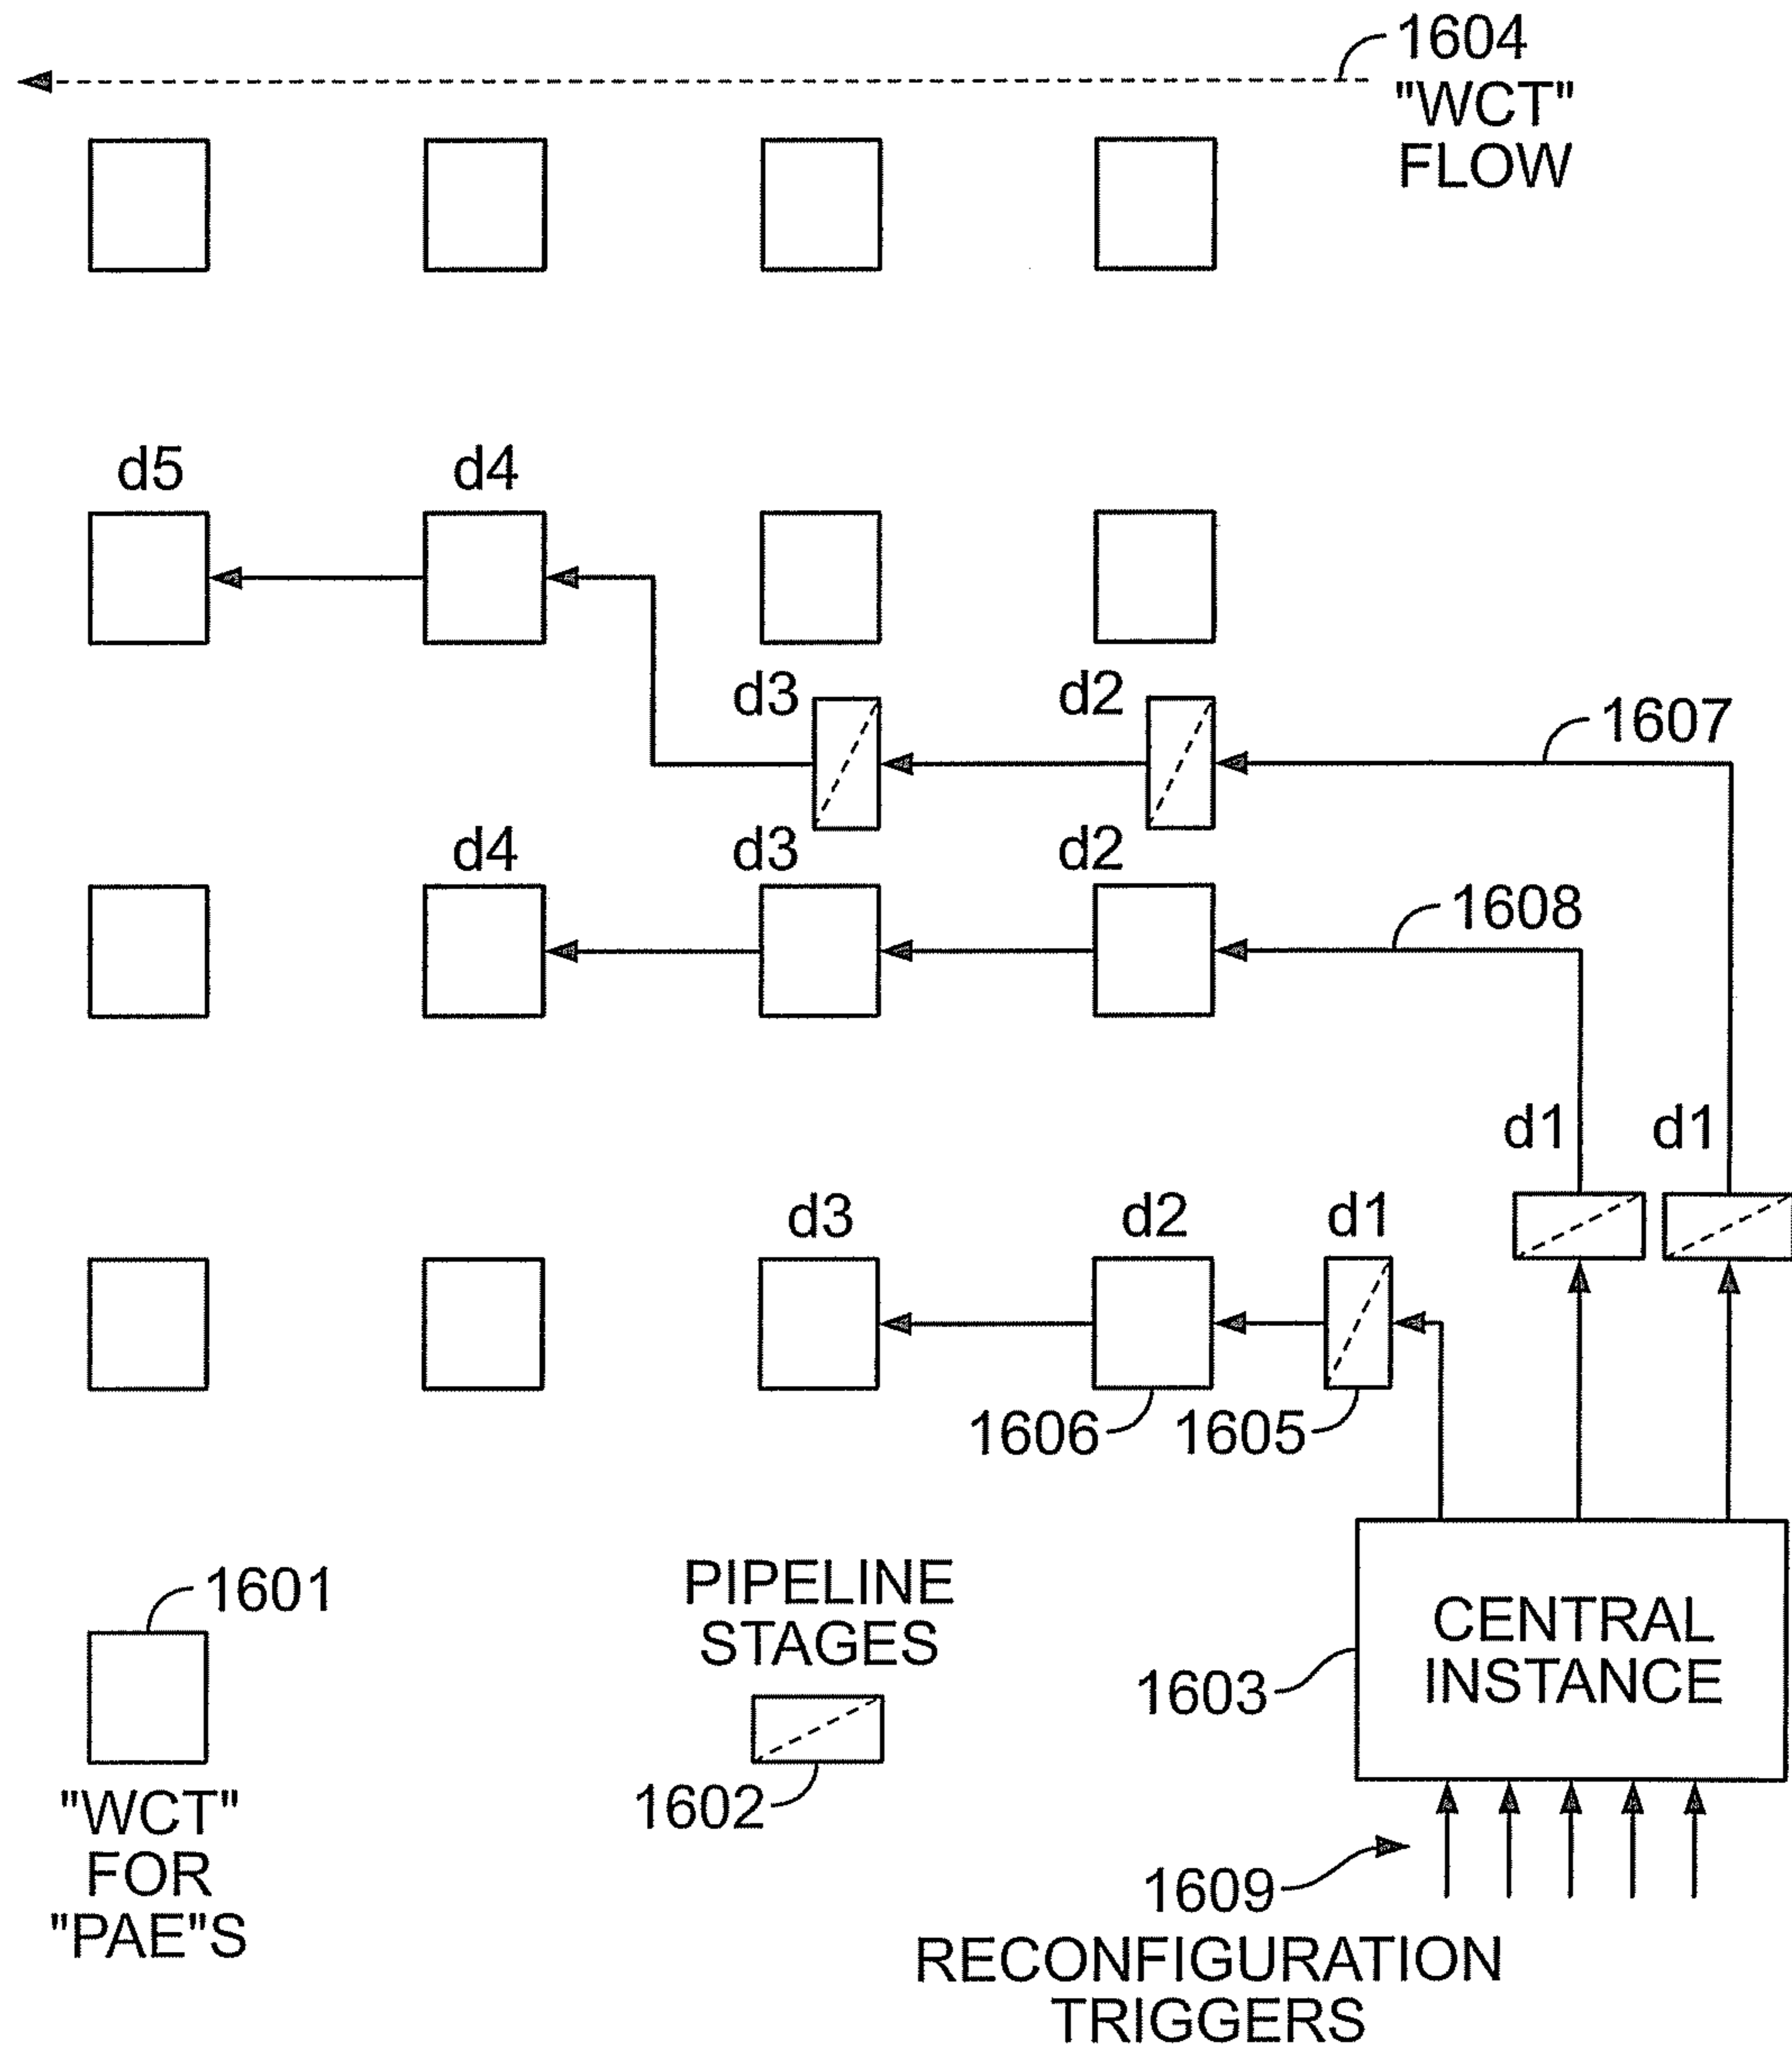 1604
"WCT"
FLOW
d5
d4
d3
d2
1607
d4
d3
d2
1608
d1
d1
d3
d2
d1
1606
1605
1601
PIPELINE
STAGES
CENTRAL
INSTANCE
1603
1602
"WCT"
FOR
"PAE"S
1609
RECONFIGURATION
TRIGGERS